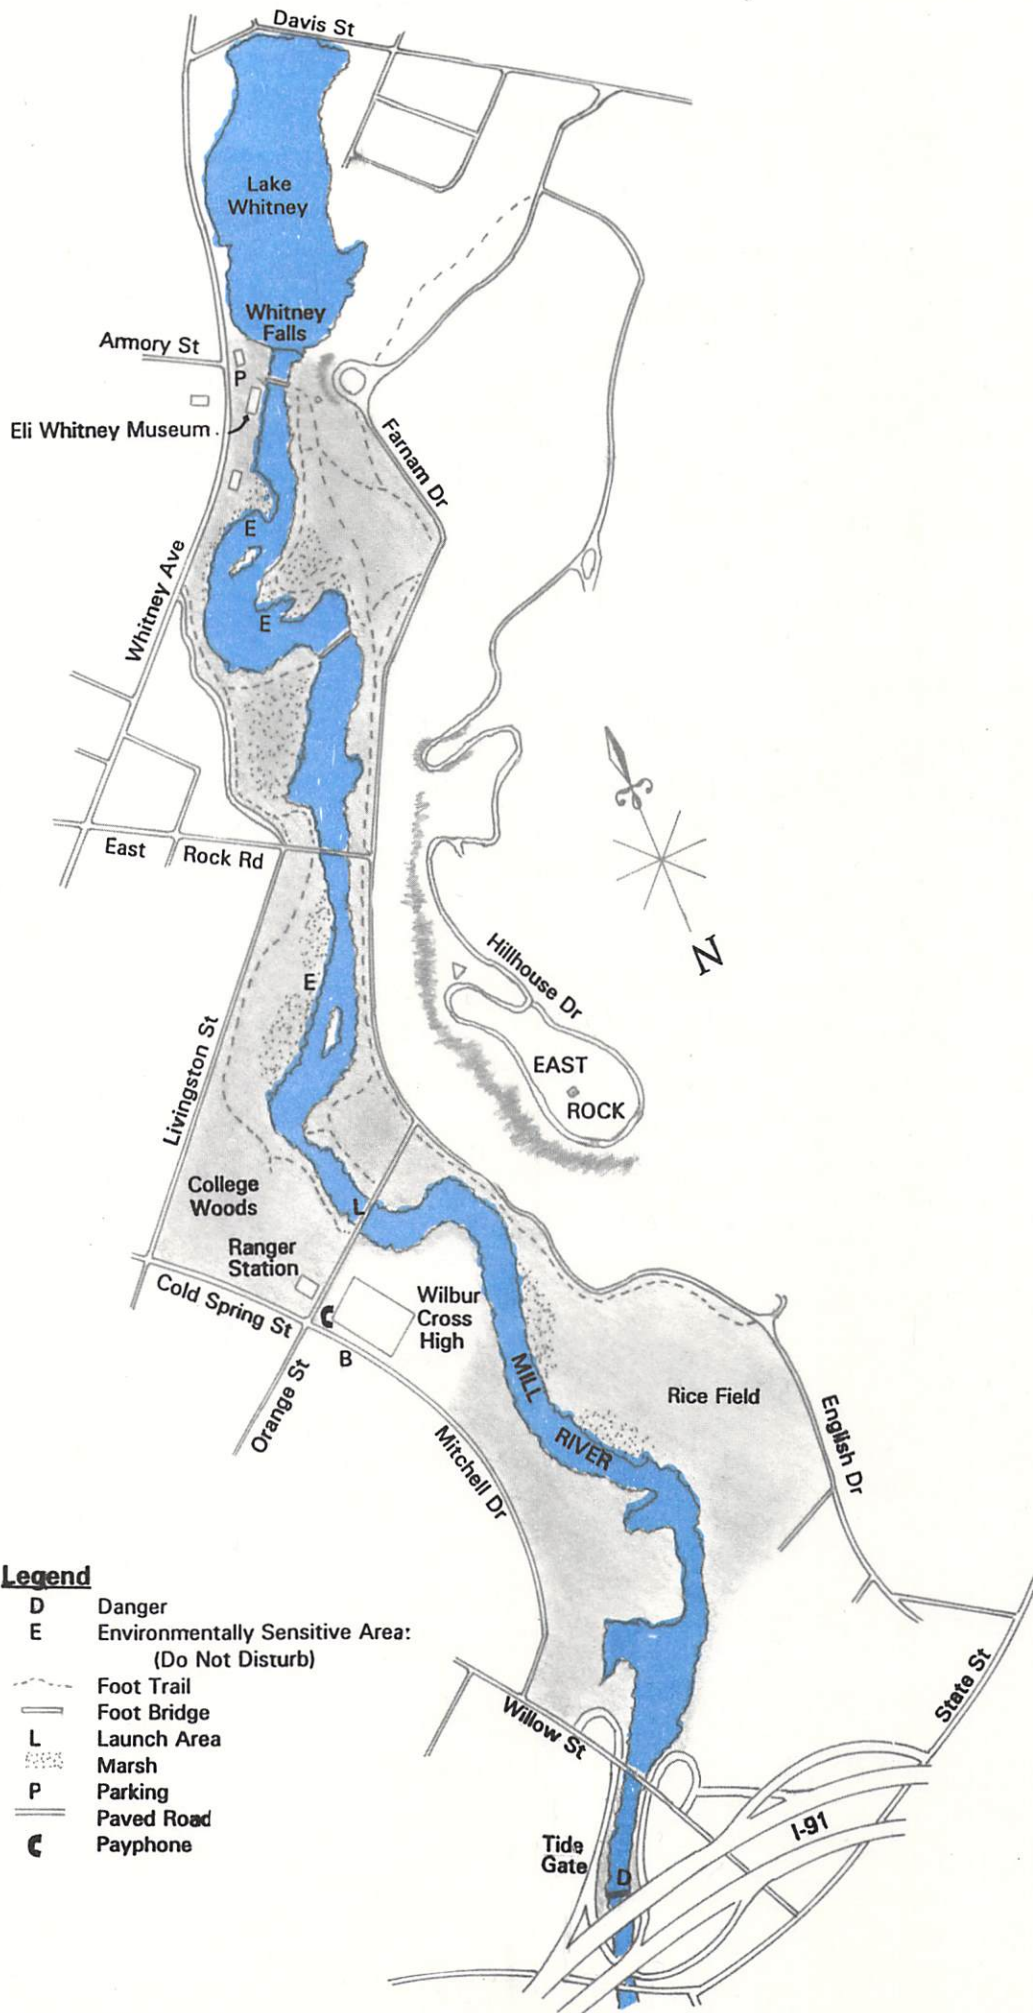 Davis St
Lake
Whitney
Whitney
Falls
Armory St
P
Eli Whitney Museum
Farnam Dr
E
Whitney Ave
E
East Rock Rd
N
Hillhouse Dr
E
EAST
ROCK
Livingston St
College
Woods
L
Ranger
Station
Wilbur
Cross
High
Cold Spring St
B
Orange St
MILL
RIVER
Rice Field
English Dr
Mitchell Dr
Legend
D Danger
E Environmentally Sensitive Area:
(Do Not Disturb)
Foot Trail
Foot Bridge
L Launch Area
Marsh
P Parking
Paved Road
Payphone
State St
Willow St
I-91
Tide
Gate
D